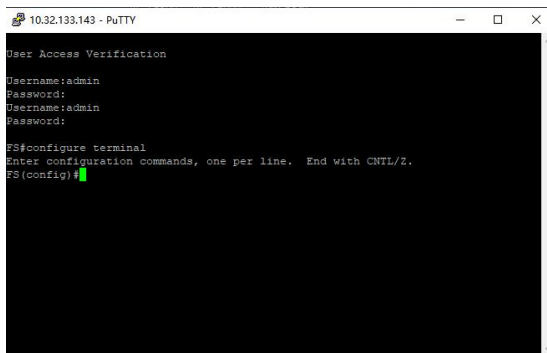 10.32.133.143 - PuTTY
User Access Verification
Username:admin
Password:
Username:admin
Password:
FS#configure terminal
Enter configuration commands, one per line.  End with CNTL/Z.
FS(config)#